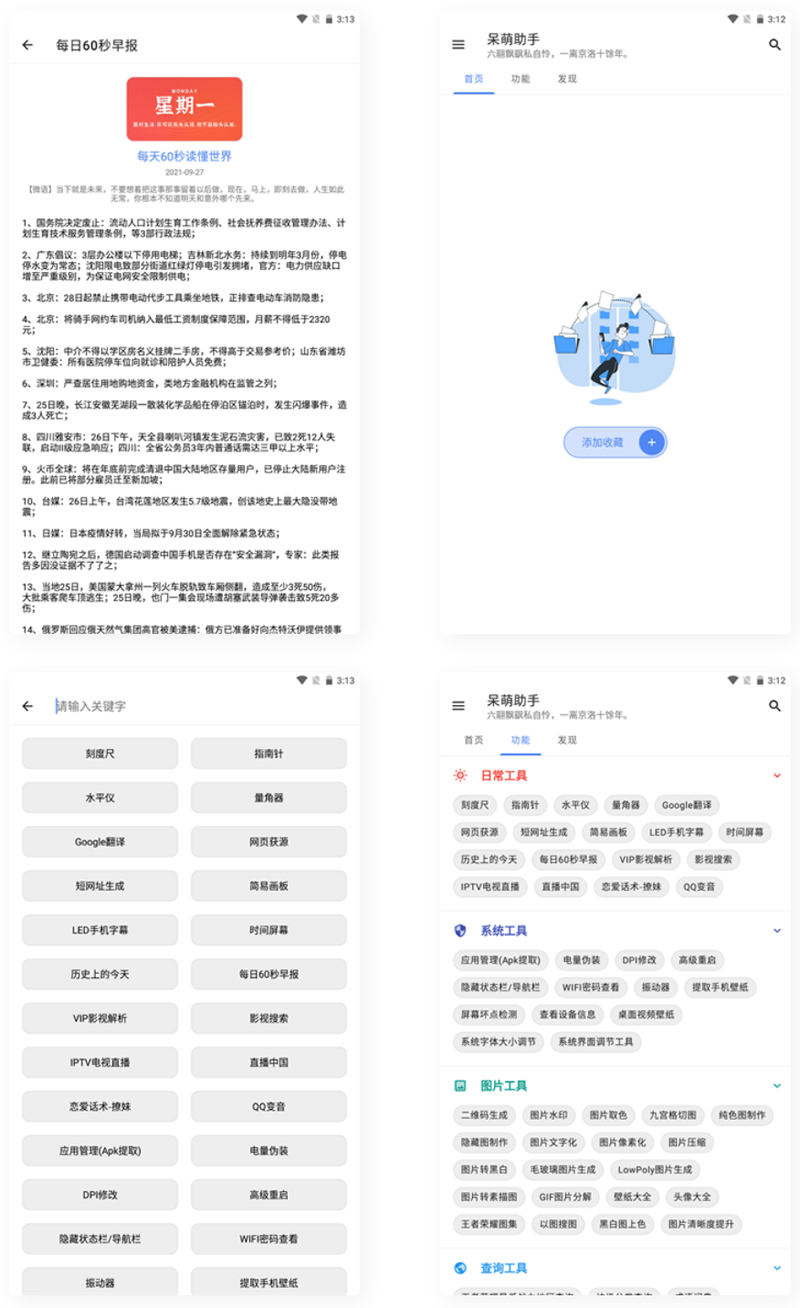 3:13
每日60秒早报
MONDAY
星期一
每天60秒读懂世界
2021-09-27
【微语】当下就是未来，不要想着把这事那事留着以后做，现在，马上，即刻去做，人生如此
无常，你根本不知道明天和意外哪个先来。
1、国务院决定废止：流动人口计划生育工作条例、社会抚养费征收管理办法、计
划生育技术服务管理条例，等3部行政法规；
2、广东倡议：3层办公楼以下停用电梯；吉林新北水务：持续到明年3月份，停电
停水变为常态；沈阳限电致部分街道红绿灯停电引发拥堵，官方：电力供应缺口
增至严重级别，为保证电网安全限制供电；
3、北京：28日起禁止携带电动代步工具乘坐地铁，正排查电动车消防隐患；
4、北京：将骑手网约车司机纳入最低工资制度保障范围，月薪不得低于2320
元；
5、沈阳：中介不得以学区房名义挂牌二手房，不得高于交易参考价；山东省潍坊
市卫健委：所有医院停车位向就诊和陪护人员免费；
6、深圳：严查居住用地购地资金，类地方金融机构在监管之列；
7、25日晚，长江安徽芜湖段一散装化学品船在停泊区锚泊时，发生闪爆事件，造
成3人死亡；
8、四川雅安市：26日下午，天全县喇叭河镇发生泥石流灾害，已致2死12人失
联，启动II级应急响应；四川：全省公务员3年内普通话需达三甲以上水平；
9、火币全球：将在年底前完成清退中国大陆地区存量用户，已停止大陆新用户注
册。此前已将部分雇员迁至新加坡；
10、台媒：26日上午，台湾花莲地区发生5.7级地震，创该地史上最大隐没带地
震；
11、日媒：日本疫情好转，当局拟于9月30日全面解除紧急状态；
12、继立陶宛之后，德国启动调查中国手机是否存在"安全漏洞"，专家：此类报
告多因没证据不了了之；
13、当地25日，美国蒙大拿州一列火车脱轨致车厢侧翻，造成至少3死50伤，
大批乘客爬车顶逃生；25日晚，也门一集会现场遭胡塞武装导弹袭击致5死20多
伤；
14、俄罗斯回应俄天然气集团高官被美逮捕：俄方已准备好向杰特沃伊提供领事
3:12
呆萌助手
六翮飘飖私自怜，一离京洛十馀年。
首页 功能 发现
添加收藏
3:13
请输入关键字
刻度尺 指南针
水平仪 量角器
Google翻译 网页获源
短网址生成 简易画板
LED手机字幕 时间屏幕
历史上的今天 每日60秒早报
VIP影视解析 影视搜索
IPTV电视直播 直播中国
恋爱话术-撩妹 QQ变音
应用管理(Apk提取) 电量伪装
DPI修改 高级重启
隐藏状态栏/导航栏 WIFI密码查看
振动器 提取手机壁纸
3:12
呆萌助手
六翮飘飖私自怜，一离京洛十馀年。
首页 功能 发现
日常工具
刻度尺 指南针 水平仪 量角器 Google翻译
网页获源 短网址生成 简易画板 LED手机字幕 时间屏幕
历史上的今天 每日60秒早报 VIP影视解析 影视搜索
IPTV电视直播 直播中国 恋爱话术-撩妹 QQ变音
系统工具
应用管理(Apk提取) 电量伪装 DPI修改 高级重启
隐藏状态栏/导航栏 WIFI密码查看 振动器 提取手机壁纸
屏幕坏点检测 查看设备信息 桌面视频壁纸
系统字体大小调节 系统界面调节工具
图片工具
二维码生成 图片水印 图片取色 九宫格切图 纯色图制作
隐藏图制作 图片文字化 图片像素化 图片压缩
图片转黑白 毛玻璃图片生成 LowPoly图片生成
图片转素描图 GIF图片分解 壁纸大全 头像大全
王者荣耀图集 以图搜图 黑白图上色 图片清晰度提升
查询工具